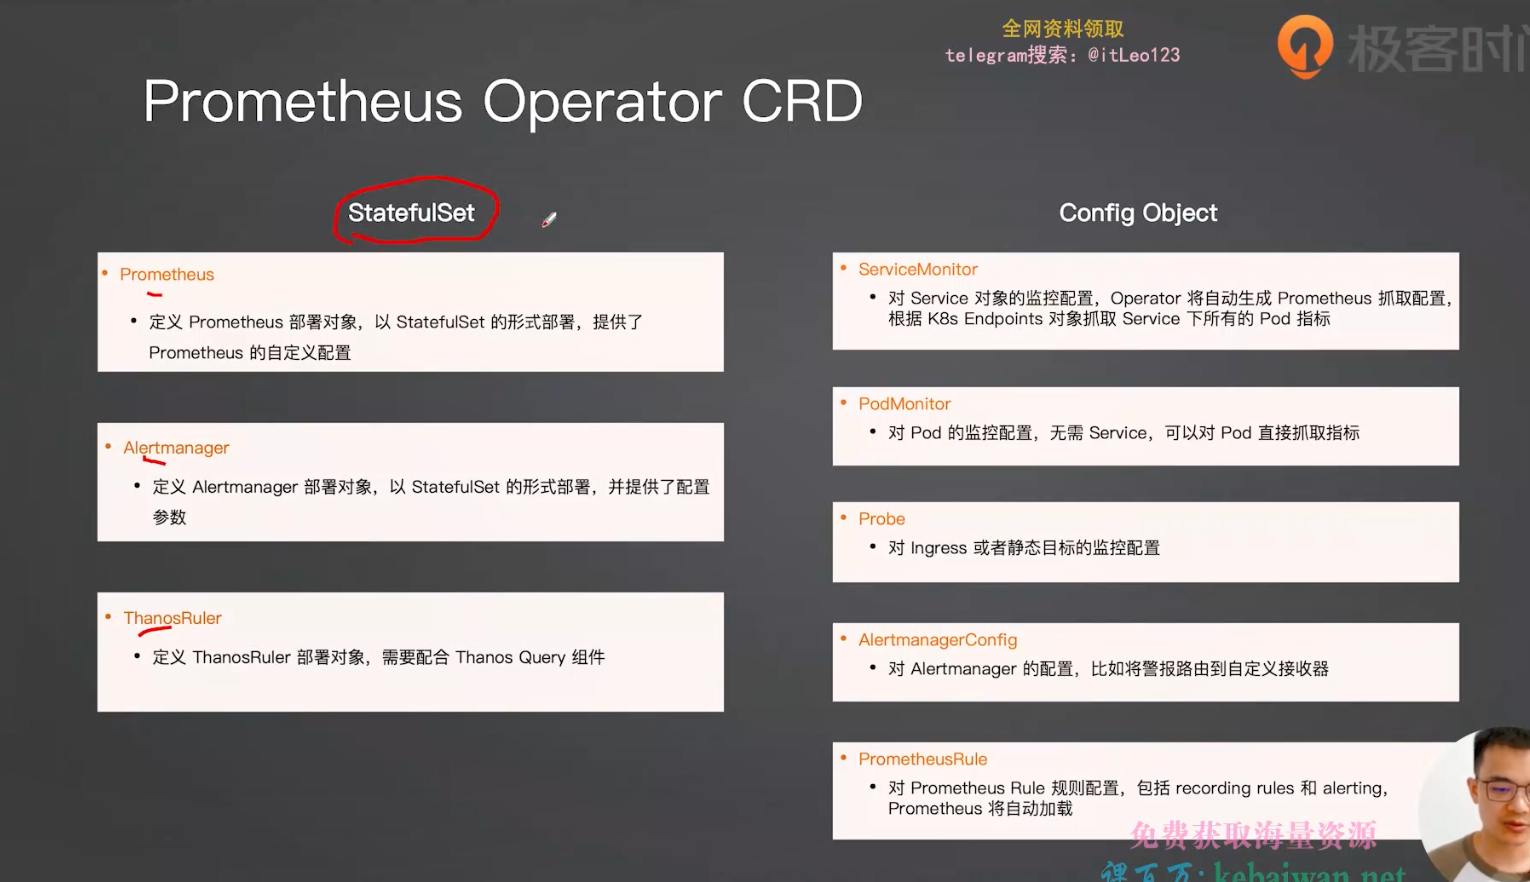 全网资料领取
telegram搜索：@itLeo123
极客时间
Prometheus Operator CRD
StatefulSet
• Prometheus
• 定义 Prometheus 部署对象，以 StatefulSet 的形式部署，提供了
Prometheus 的自定义配置
• Alertmanager
• 定义 Alertmanager 部署对象，以 StatefulSet 的形式部署，并提供了配置
参数
• ThanosRuler
• 定义 ThanosRuler 部署对象，需要配合 Thanos Query 组件
Config Object
• ServiceMonitor
• 对 Service 对象的监控配置，Operator 将自动生成 Prometheus 抓取配置，
根据 K8s Endpoints 对象抓取 Service 下所有的 Pod 指标
• PodMonitor
• 对 Pod 的监控配置，无需 Service，可以对 Pod 直接抓取指标
• Probe
• 对 Ingress 或者静态目标的监控配置
• AlertmanagerConfig
• 对 Alertmanager 的配置，比如将警报路由到自定义接收器
• PrometheusRule
• 对 Prometheus Rule 规则配置，包括 recording rules 和 alerting，
Prometheus 将自动加载
免费获取海量资源
课百万: kebaiwan.net